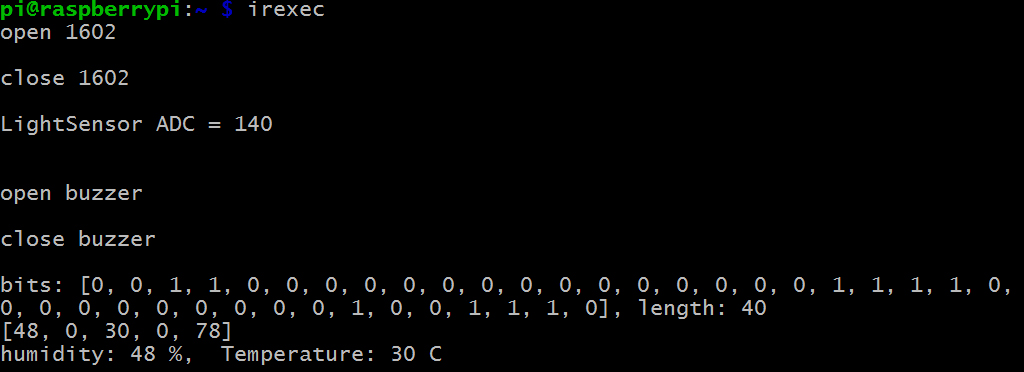 pi@raspberrypi:~ $ irexec
open 1602
close 1602
LightSensor ADC = 140
open buzzer
close buzzer
bits: [0, 0, 1, 1, 0, 0, 0, 0, 0, 0, 0, 0, 0, 0, 0, 0, 0, 0, 0, 1, 1, 1, 1, 0,
0, 0, 0, 0, 0, 0, 0, 0, 0, 1, 0, 0, 1, 1, 1, 0], length: 40
[48, 0, 30, 0, 78]
humidity: 48 %,  Temperature: 30 C